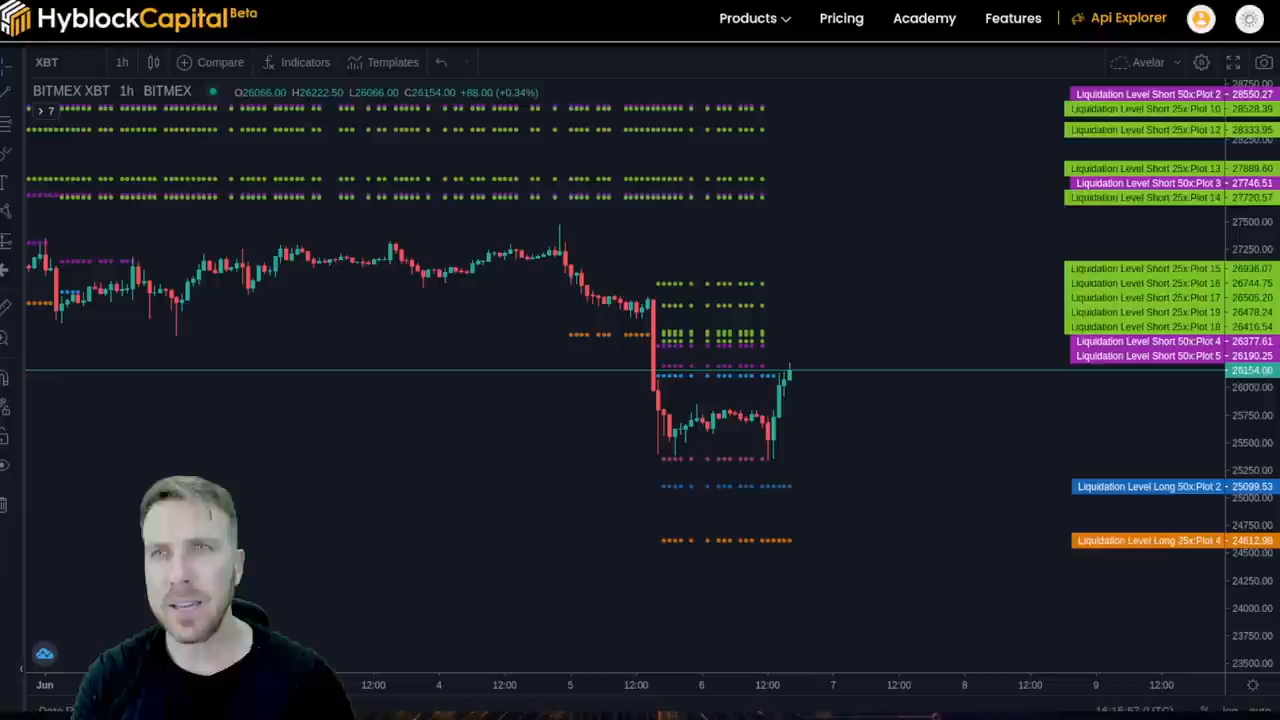 HyblockCapital Beta
Products
Pricing
Academy
Features
Api Explorer
XBT
1h
Compare
Indicators
Templates
Avelar
BITMEX XBT 1h BITMEX
O26066.00 H26222.50 L26066.00 C26154.00 +88.00 (+0.34%)
7
28750.00
Liquidation Level Short 50x:Plot 2 28550.27
Liquidation Level Short 25x:Plot 10 28528.39
Liquidation Level Short 25x:Plot 12 28333.95
28250.00
Liquidation Level Short 25x:Plot 13 27889.60
Liquidation Level Short 50x:Plot 3 27746.51
Liquidation Level Short 25x:Plot 14 27720.57
27500.00
27250.00
Liquidation Level Short 25x:Plot 15 26936.07
Liquidation Level Short 25x:Plot 16 26744.75
Liquidation Level Short 25x:Plot 17 26505.20
Liquidation Level Short 25x:Plot 19 26478.24
Liquidation Level Short 25x:Plot 18 26416.54
Liquidation Level Short 50x:Plot 4 26377.61
Liquidation Level Short 50x:Plot 5 26190.25
26154.00
26000.00
25750.00
25500.00
25250.00
Liquidation Level Long 50x:Plot 2 25099.53
25000.00
24750.00
Liquidation Level Long 25x:Plot 4 24612.98
24500.00
24250.00
24000.00
23750.00
23500.00
Jun 12:00 4 12:00 5 12:00 6 12:00 7 12:00 8 12:00 9 12:00